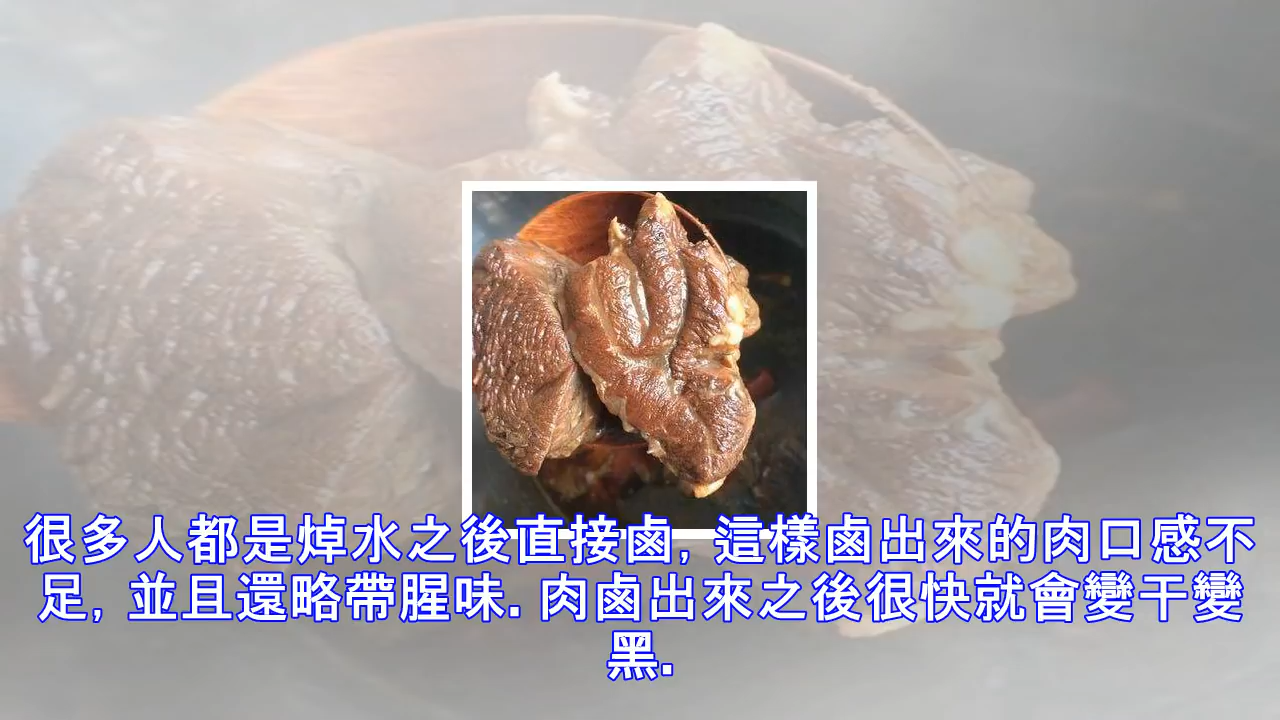 很多人都是焯水之後直接鹵, 這樣鹵出來的肉口感不
足, 並且還略帶腥味. 肉鹵出來之後很快就會變干變
黑.